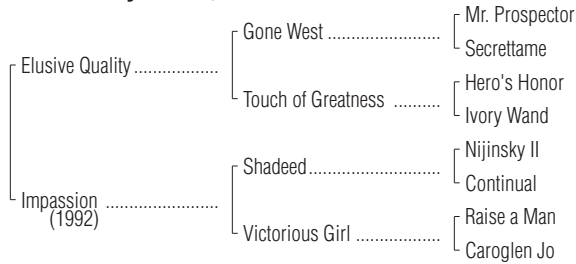 Mr. Prospector
Gone West
Secrettame
Elusive Quality
Hero's Honor
Touch of Greatness
Ivory Wand
Nijinsky II
Shadeed
Continual
Impassion
(1992)
Raise a Man
Victorious Girl
Caroglen Jo